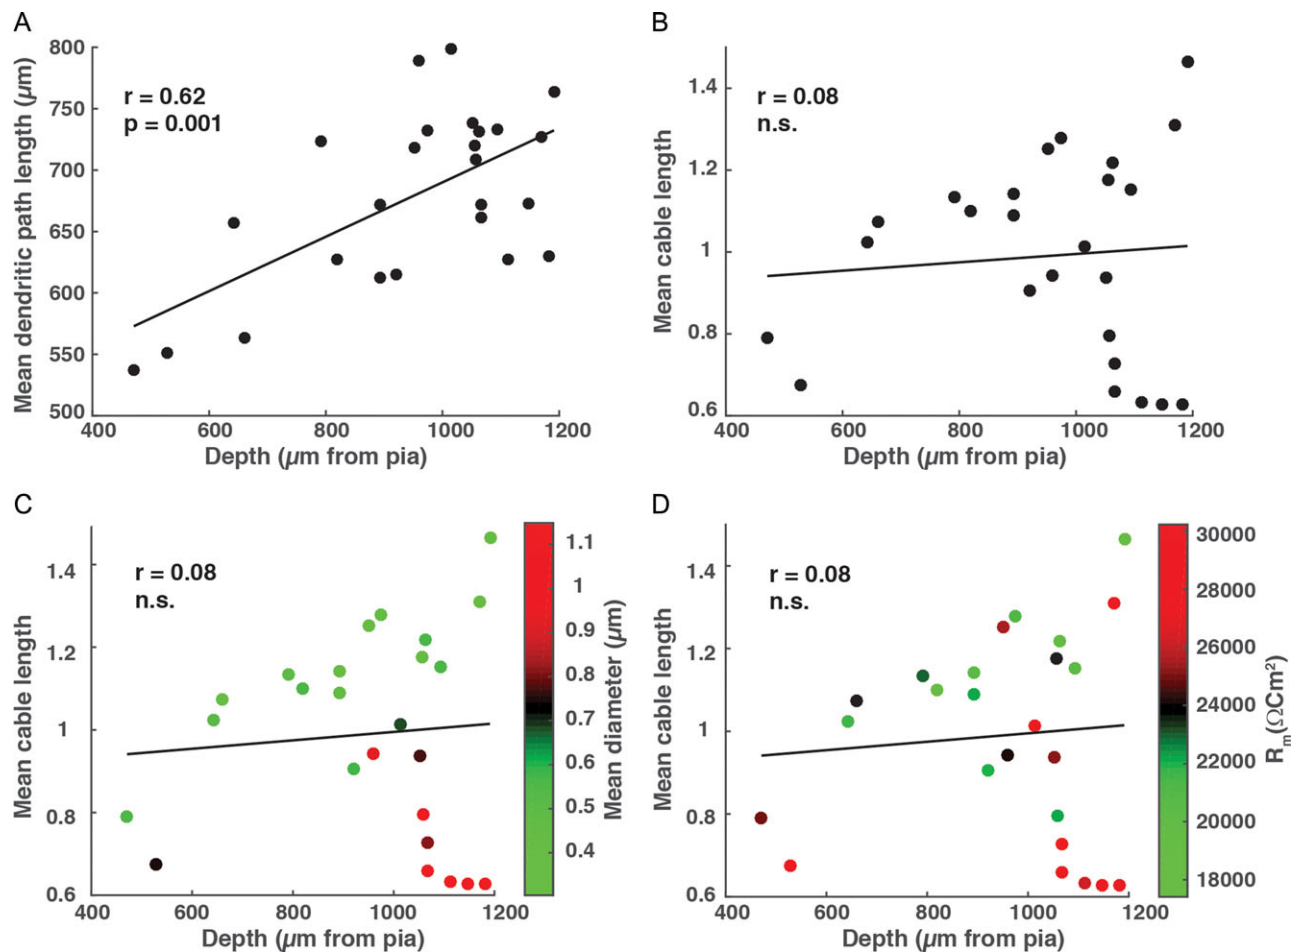 A
Mean dendritic path length (µm)
800
750
700
650
600
550
500
r = 0.62
p = 0.001
400
600
800
1000
1200
Depth (µm from pia)
B
Mean cable length
1.4
1.2
1
0.8
0.6
r = 0.08
n.s.
400
600
800
1000
1200
Depth (µm from pia)
C
Mean cable length
1.4
1.2
1
0.8
0.6
r = 0.08
n.s.
400
600
800
1000
1200
Depth (µm from pia)
1.1
1
0.9
0.8
0.7
0.6
0.5
0.4
Mean diameter (µm)
D
Mean cable length
1.4
1.2
1
0.8
0.6
r = 0.08
n.s.
400
600
800
1000
1200
Depth (µm from pia)
30000
28000
26000
24000
22000
20000
18000
Rₘ(ΩCm²)